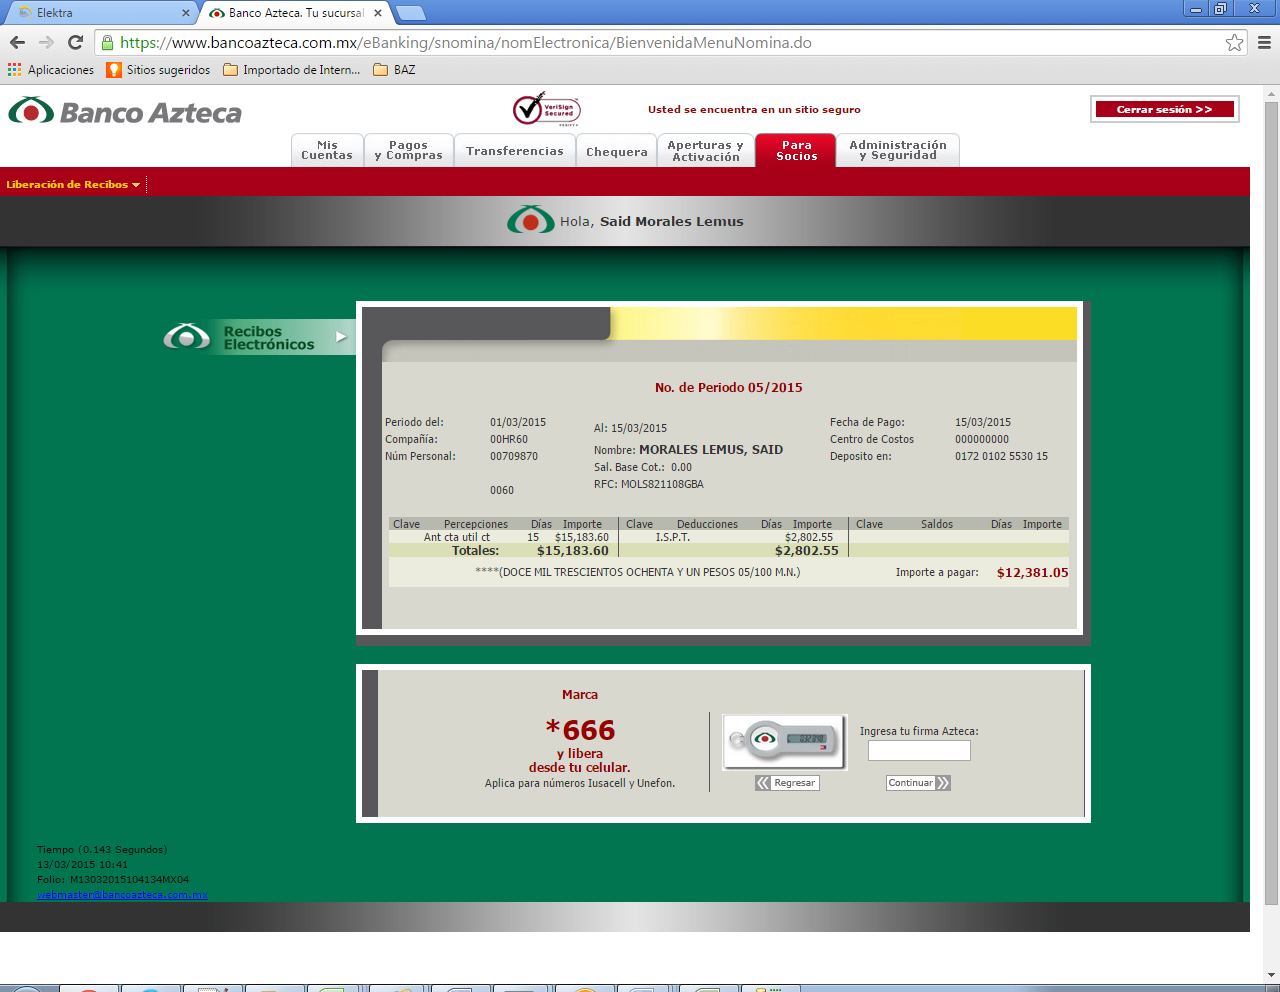 Elektra
Banco Azteca. Tu sucursal
https://www.bancoazteca.com.mx/eBanking/snomina/nomElectronica/BienvenidaMenuNomina.do
Aplicaciones Sitios sugeridos Importado de Intern... BAZ
Banco Azteca
VeriSign Secured
VERIFY
Usted se encuentra en un sitio seguro
Cerrar sesión >>
Mis Cuentas
Pagos y Compras
Transferencias
Chequera
Aperturas y Activación
Para Socios
Administración y Seguridad
Liberación de Recibos
Hola, Said Morales Lemus
Recibos
Electrónicos
No. de Periodo 05/2015
Periodo del: 01/03/2015 Al: 15/03/2015 Fecha de Pago: 15/03/2015
Compañía: 00HR60 Nombre: MORALES LEMUS, SAID Centro de Costos 000000000
Núm Personal: 00709870 Sal. Base Cot.: 0.00 Deposito en: 0172 0102 5530 15
0060 RFC: MOLS821108GBA
Clave Percepciones Días Importe Clave Deducciones Días Importe Clave Saldos Días Importe
Ant cta util ct 15 $15,183.60 I.S.P.T. $2,802.55
Totales: $15,183.60 $2,802.55
****(DOCE MIL TRESCIENTOS OCHENTA Y UN PESOS 05/100 M.N.) Importe a pagar: $12,381.05
Marca
*666
y libera
desde tu celular.
Aplica para números Iusacell y Unefon.
Ingresa tu firma Azteca:
Regresar
Continuar
Tiempo (0.143 Segundos)
13/03/2015 10:41
Folio: M13032015104134MX04
webmaster@bancoazteca.com.mx